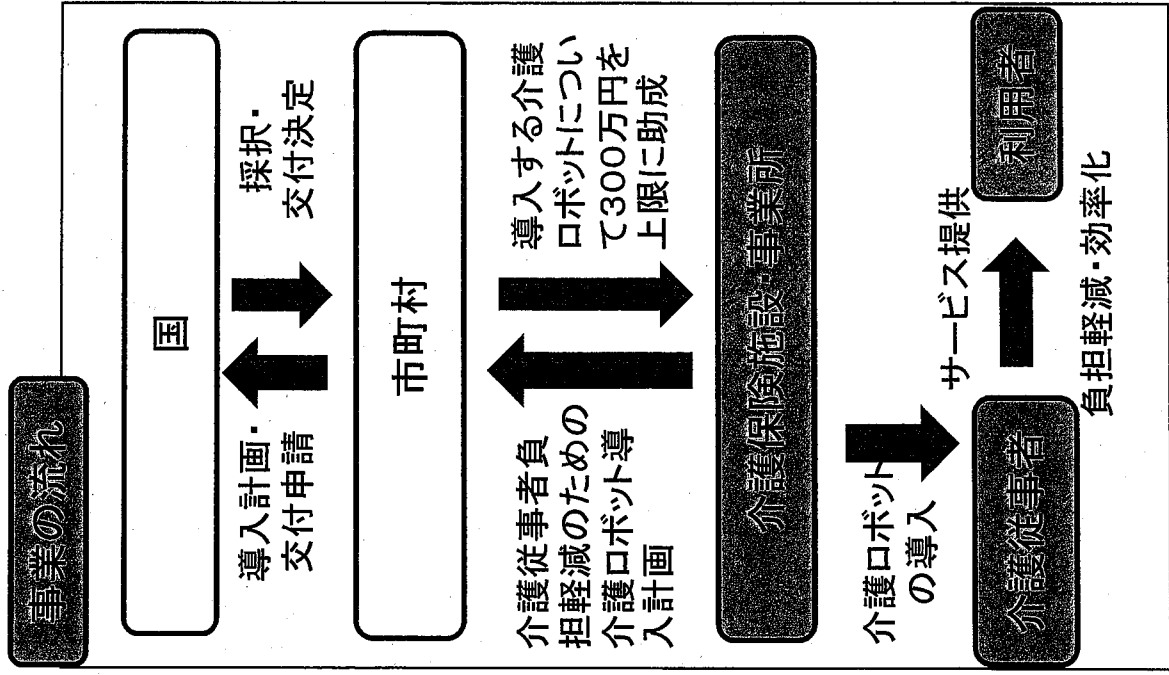 事業の流れ
国
導入計画・
交付申請
採択・
交付決定
市町村
介護従事者負
担軽減のための
介護ロボット導
入計画
導入する介護
ロボットについ
て300万円を
上限に助成
介護保険施設・事業所
介護ロボット
の導入
介護従事者
サービス提供
負担軽減・効率化
利用者